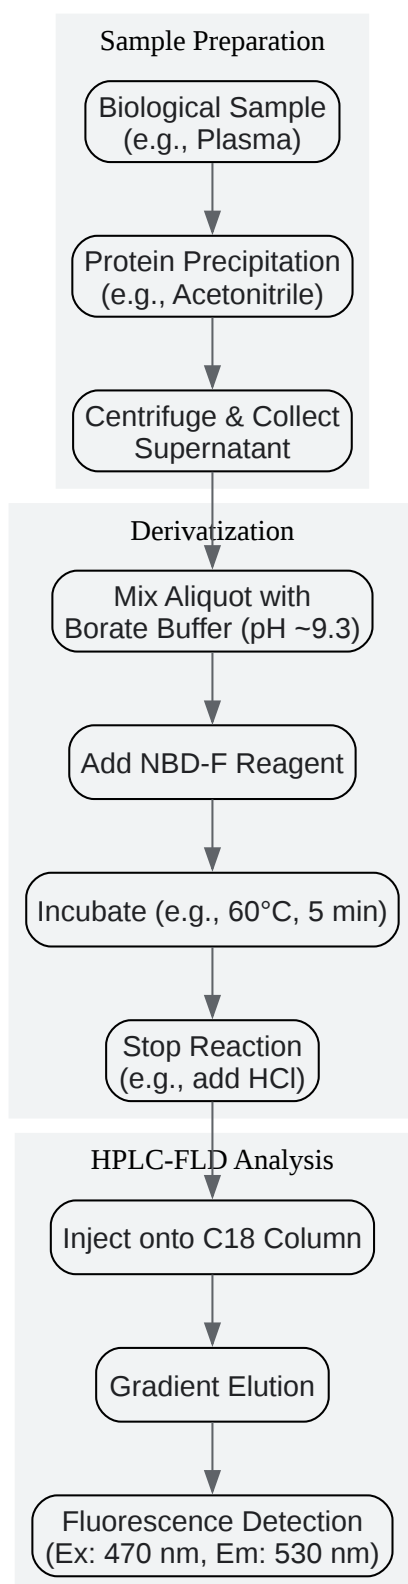 Sample Preparation
Biological Sample
(e.g., Plasma)
Protein Precipitation
(e.g., Acetonitrile)
Centrifuge & Collect
Supernatant
Derivatization
Mix Aliquot with
Borate Buffer (pH ~9.3)
Add NBD-F Reagent
Incubate (e.g., 60°C, 5 min)
Stop Reaction
(e.g., add HCl)
HPLC-FLD Analysis
Inject onto C18 Column
Gradient Elution
Fluorescence Detection
(Ex: 470 nm, Em: 530 nm)